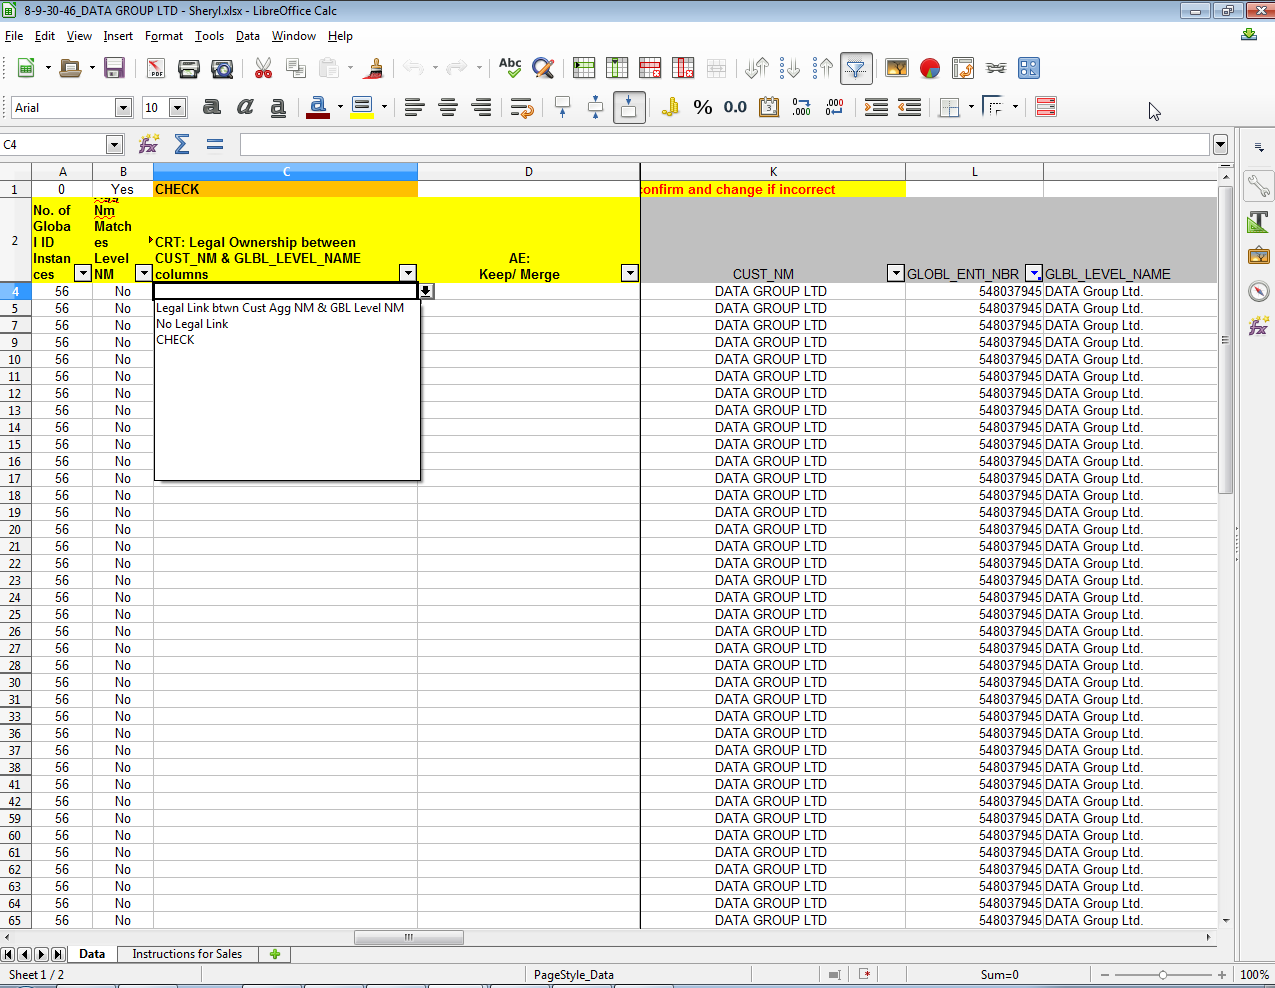 8-9-30-46_DATA GROUP LTD - Sheryl.xlsx - LibreOffice Calc
File Edit View Insert Format Tools Data Window Help
PDF Abc
Arial 10 a a a a % 0.0 .000 .000
C4 fx Σ =
A B C D K L
1 0 Yes CHECK confirm and change if incorrect
2 No. of Global ID Instances Nm Matches Level NM CRT: Legal Ownership between CUST_NM & GLBL_LEVEL_NAME columns AE: Keep/ Merge CUST_NM GLOBL_ENTI_NBR GLBL_LEVEL_NAME
4 56 No DATA GROUP LTD 548037945 DATA Group Ltd.
Legal Link btwn Cust Agg NM & GBL Level NM
5 56 No DATA GROUP LTD 548037945 DATA Group Ltd.
No Legal Link
7 56 No DATA GROUP LTD 548037945 DATA Group Ltd.
CHECK
9 56 No DATA GROUP LTD 548037945 DATA Group Ltd.
10 56 No DATA GROUP LTD 548037945 DATA Group Ltd.
11 56 No DATA GROUP LTD 548037945 DATA Group Ltd.
12 56 No DATA GROUP LTD 548037945 DATA Group Ltd.
13 56 No DATA GROUP LTD 548037945 DATA Group Ltd.
14 56 No DATA GROUP LTD 548037945 DATA Group Ltd.
15 56 No DATA GROUP LTD 548037945 DATA Group Ltd.
16 56 No DATA GROUP LTD 548037945 DATA Group Ltd.
17 56 No DATA GROUP LTD 548037945 DATA Group Ltd.
18 56 No DATA GROUP LTD 548037945 DATA Group Ltd.
19 56 No DATA GROUP LTD 548037945 DATA Group Ltd.
20 56 No DATA GROUP LTD 548037945 DATA Group Ltd.
21 56 No DATA GROUP LTD 548037945 DATA Group Ltd.
22 56 No DATA GROUP LTD 548037945 DATA Group Ltd.
23 56 No DATA GROUP LTD 548037945 DATA Group Ltd.
24 56 No DATA GROUP LTD 548037945 DATA Group Ltd.
25 56 No DATA GROUP LTD 548037945 DATA Group Ltd.
26 56 No DATA GROUP LTD 548037945 DATA Group Ltd.
27 56 No DATA GROUP LTD 548037945 DATA Group Ltd.
28 56 No DATA GROUP LTD 548037945 DATA Group Ltd.
30 56 No DATA GROUP LTD 548037945 DATA Group Ltd.
31 56 No DATA GROUP LTD 548037945 DATA Group Ltd.
33 56 No DATA GROUP LTD 548037945 DATA Group Ltd.
36 56 No DATA GROUP LTD 548037945 DATA Group Ltd.
37 56 No DATA GROUP LTD 548037945 DATA Group Ltd.
38 56 No DATA GROUP LTD 548037945 DATA Group Ltd.
41 56 No DATA GROUP LTD 548037945 DATA Group Ltd.
42 56 No DATA GROUP LTD 548037945 DATA Group Ltd.
59 56 No DATA GROUP LTD 548037945 DATA Group Ltd.
60 56 No DATA GROUP LTD 548037945 DATA Group Ltd.
61 56 No DATA GROUP LTD 548037945 DATA Group Ltd.
62 56 No DATA GROUP LTD 548037945 DATA Group Ltd.
63 56 No DATA GROUP LTD 548037945 DATA Group Ltd.
64 56 No DATA GROUP LTD 548037945 DATA Group Ltd.
65 56 No DATA GROUP LTD 548037945 DATA Group Ltd.
Data Instructions for Sales
Sheet 1 / 2 PageStyle_Data Sum=0 100%